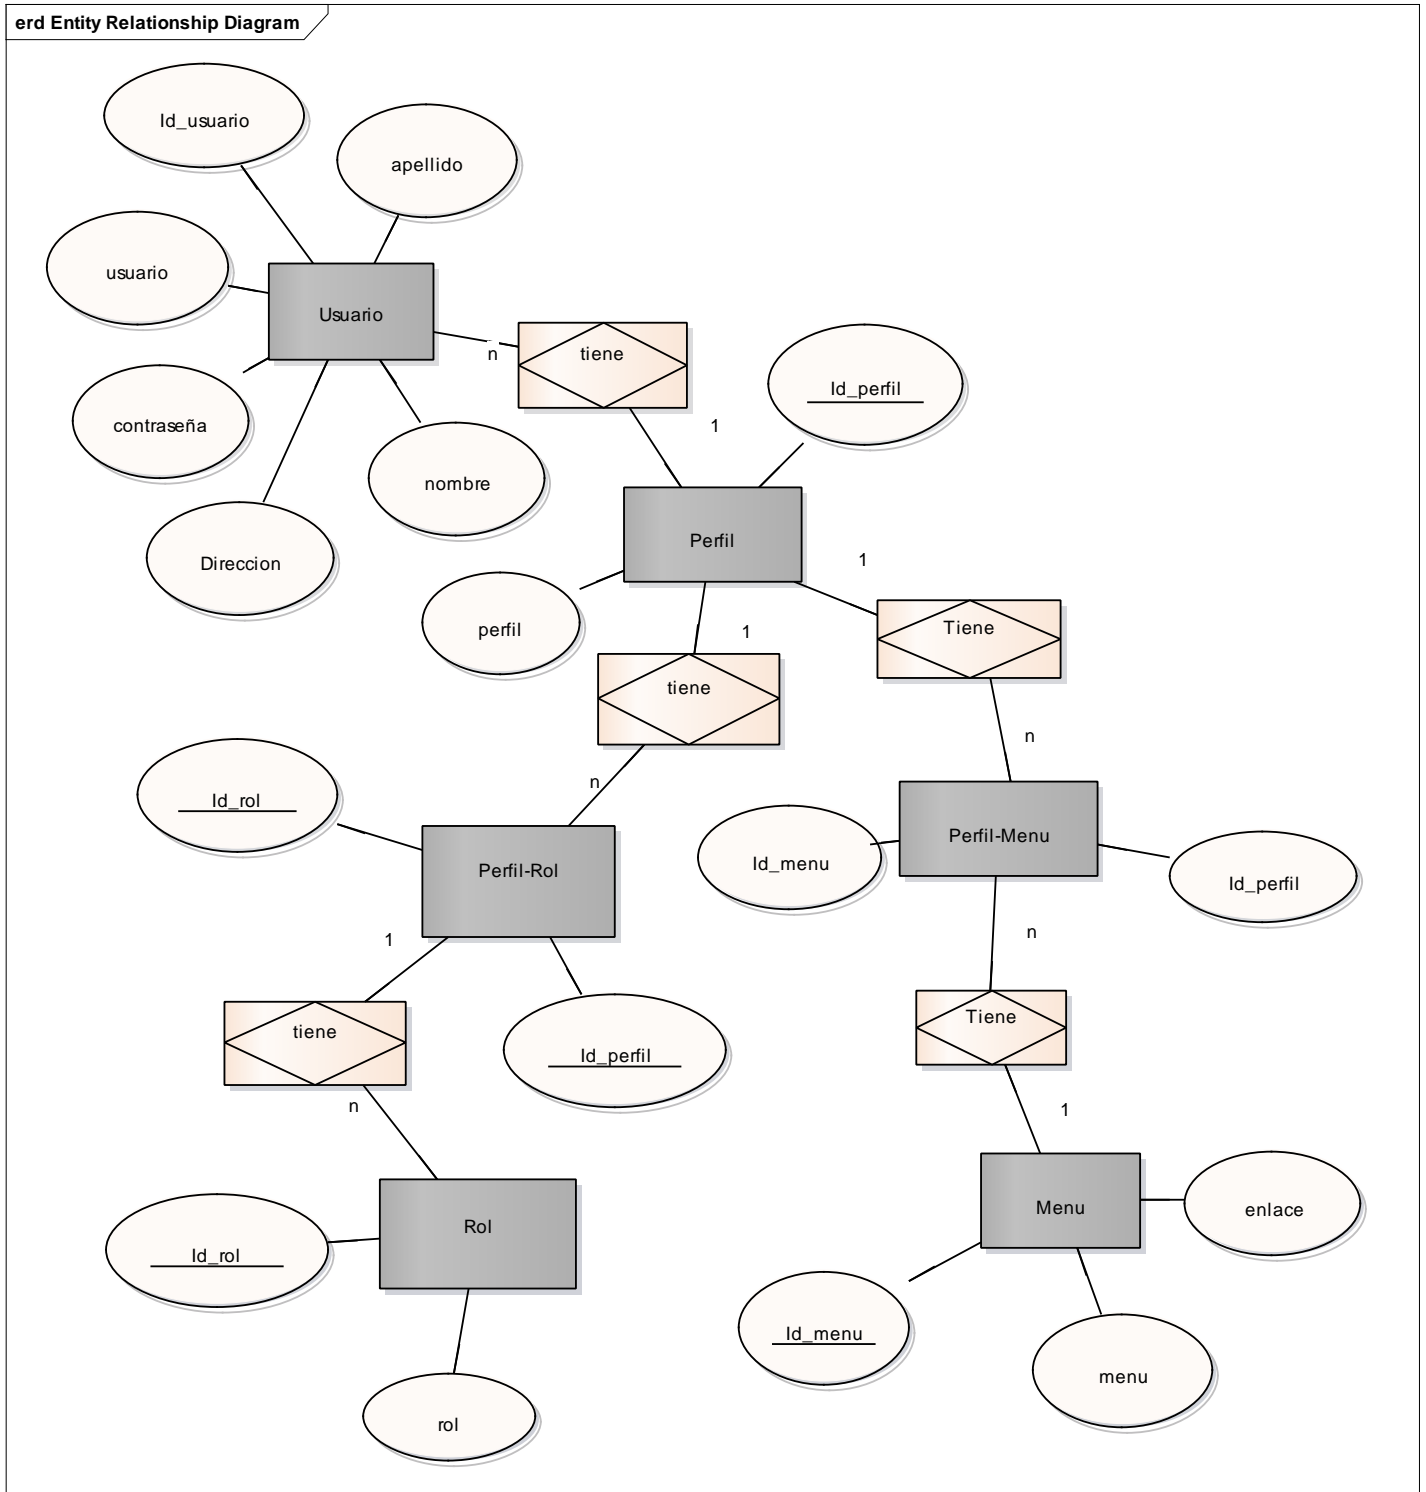 erd Entity Relationship Diagram
Id_usuario
apellido
usuario
Usuario
n
tiene
Id_perfil
contraseña
1
nombre
Perfil
Direccion
1
perfil
1
Tiene
tiene
n
n
Id_rol
Perfil-Menu
Id_menu
Perfil-Rol
Id_perfil
1
n
Tiene
tiene
Id_perfil
n
1
Rol
Menu
enlace
Id_rol
Id_menu
menu
rol